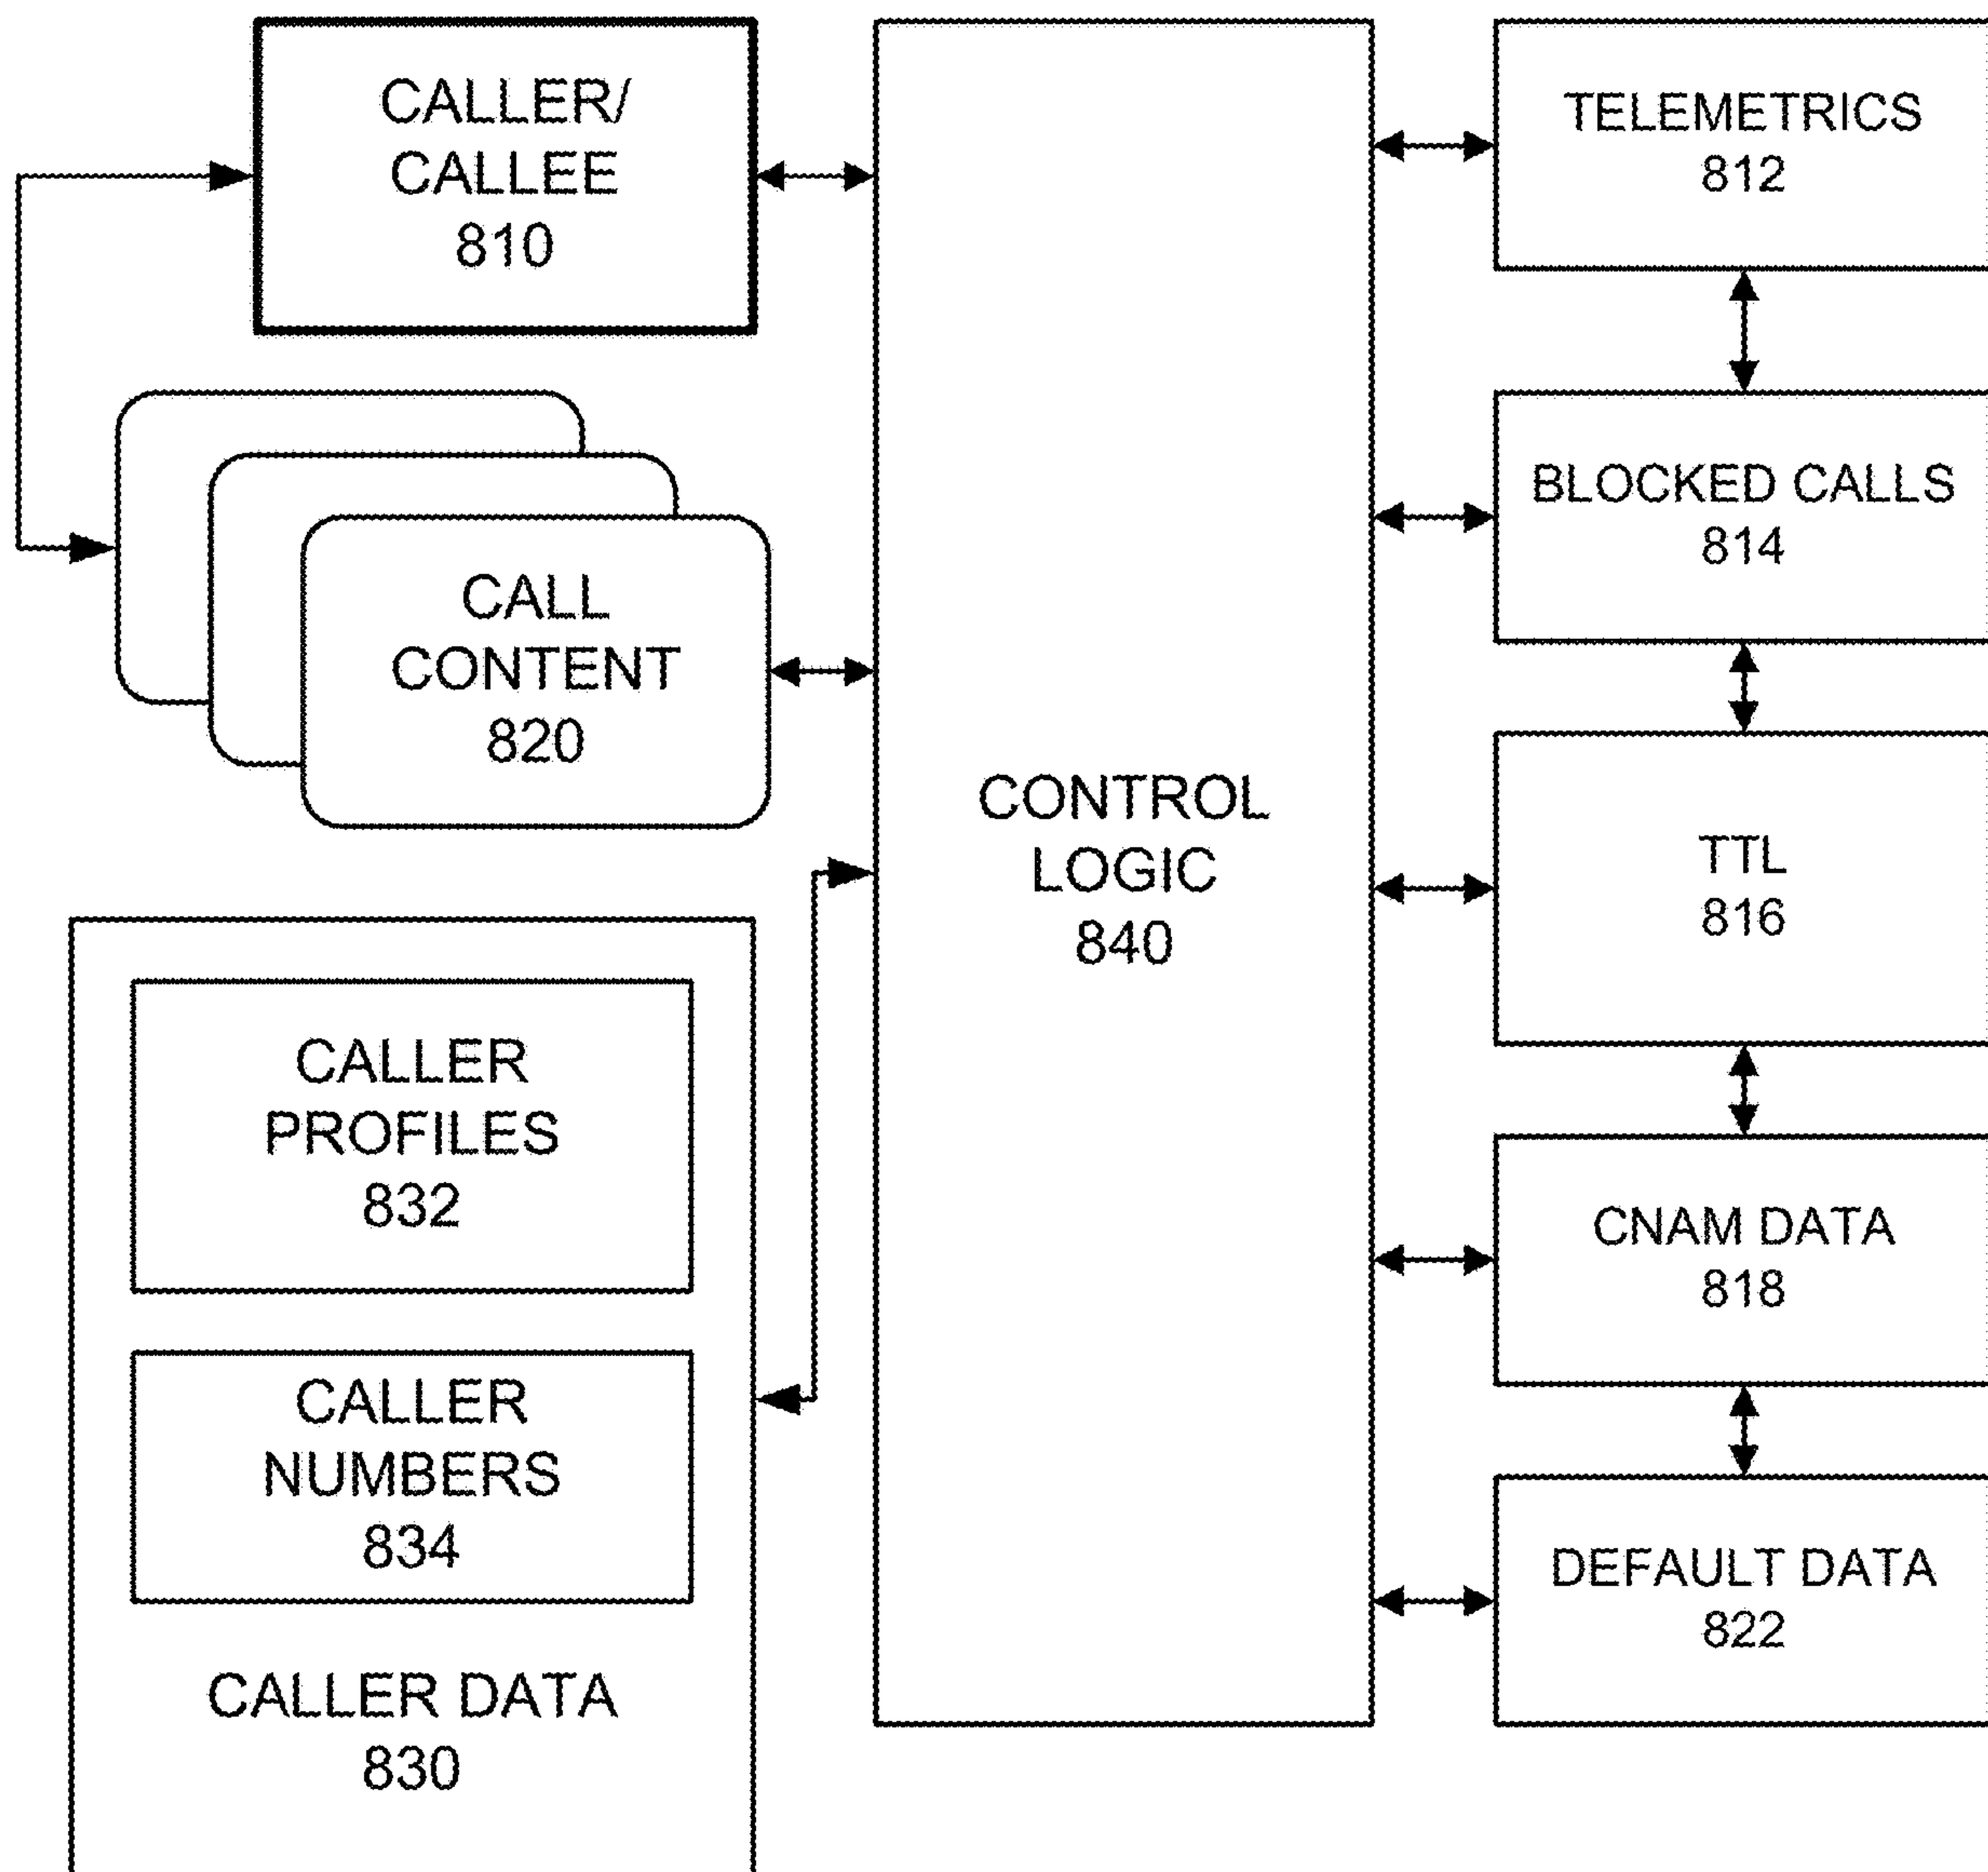 CALLER/
CALLEE
810
CALL
CONTENT
820
CALLER
PROFILES
832
CALLER
NUMBERS
834
CALLER DATA
830
CONTROL
LOGIC
840
TELEMETRICS
812
BLOCKED CALLS
814
TTL
816
CNAM DATA
818
DEFAULT DATA
822